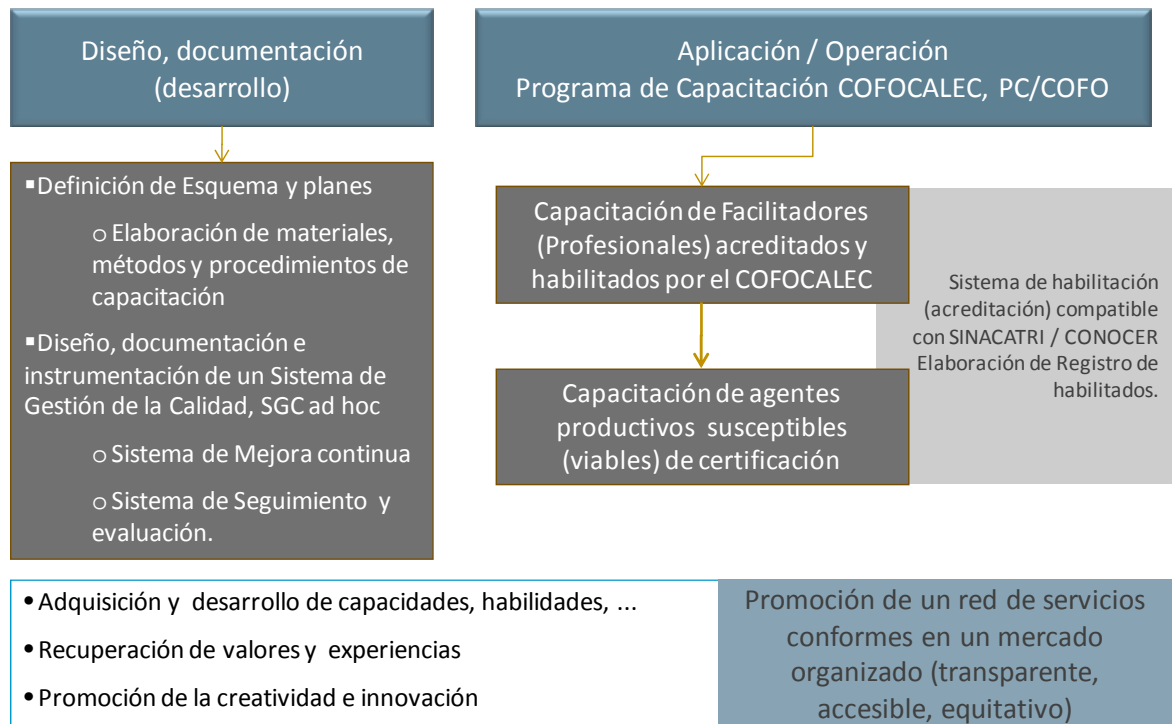 Diseño, documentación
(desarrollo)
Aplicación / Operación
Programa de Capacitación COFOCALEC, PC/COFO
▪Definición de Esquema y planes
o Elaboración de materiales,
métodos y procedimientos de
capacitación
▪Diseño, documentación e
instrumentación de un Sistema de
Gestión de la Calidad, SGC ad hoc
o Sistema de Mejora continua
o Sistema de Seguimiento y
evaluación.
Capacitación de Facilitadores
(Profesionales) acreditados y
habilitados por el COFOCALEC
Capacitación de agentes
productivos susceptibles
(viables) de certificación
Sistema de habilitación
(acreditación) compatible
con SINACATRI / CONOCER
Elaboración de Registro de
habilitados.
• Adquisición y desarrollo de capacidades, habilidades, ...
• Recuperación de valores y experiencias
• Promoción de la creatividad e innovación
Promoción de un red de servicios
conformes en un mercado
organizado (transparente,
accesible, equitativo)